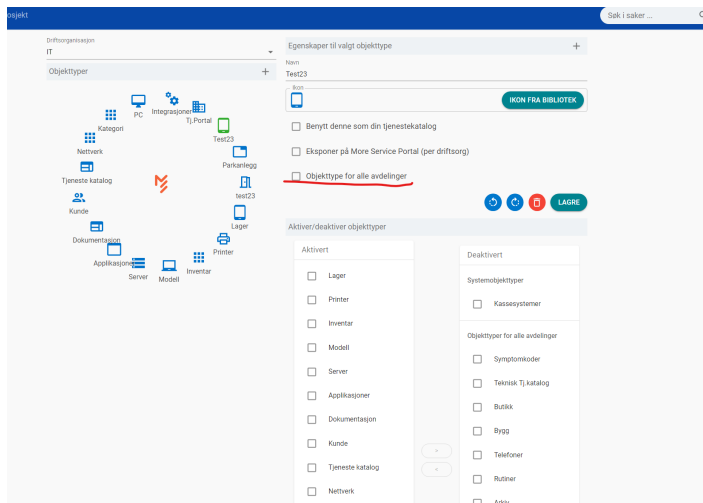 osjekt
Søk i saker ...
Driftsorganisasjon
IT
Objekttyper
+
PC
Integrasjoner
Tj.Portal
Kategori
Test23
Nettverk
Parkanlegg
Tjeneste katalog
test23
Kunde
Lager
Dokumentasjon
Printer
Applikasjoner
Server
Modell
Inventar
Egenskaper til valgt objekttype
+
Navn
Test23
Ikon
IKON FRA BIBLIOTEK
Benytt denne som din tjenestekatalog
Eksponer på More Service Portal (per driftsorg)
Objekttype for alle avdelinger
LAGRE
Aktiver/deaktiver objekttyper
Aktivert
Lager
Printer
Inventar
Modell
Server
Applikasjoner
Dokumentasjon
Kunde
Tjeneste katalog
Nettverk
Deaktivert
Systemobjekttyper
Kassesystemer
Objekttyper for alle avdelinger
Symptomkoder
Teknisk Tj.katalog
Butikk
Bygg
Telefoner
Rutiner
Arkiv